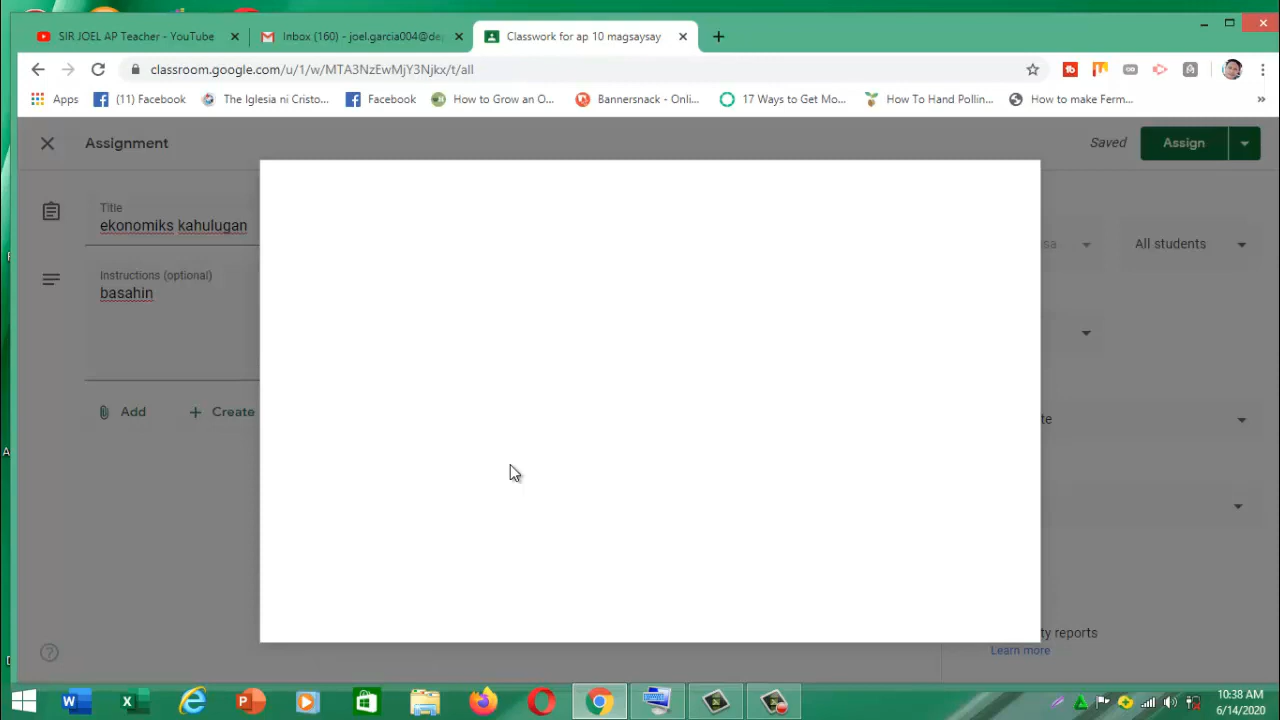 SIR JOEL AP Teacher - YouTube
Inbox (160) - joel.garcia004@de
Classwork for ap 10 magsaysay
classroom.google.com/u/1/w/MTA3NzEwMjY3Njkx/t/all
Apps
(11) Facebook
The Iglesia ni Cristo...
Facebook
How to Grow an O...
Bannersnack - Onli...
17 Ways to Get Mo...
How To Hand Pollin...
How to make Ferm...
»
Assignment
Saved
Assign
Title
ekonomiks kahulugan
sa
All students
Instructions (optional)
basahin
Add
Create
te
ty reports
Learn more
10:38 AM
6/14/2020